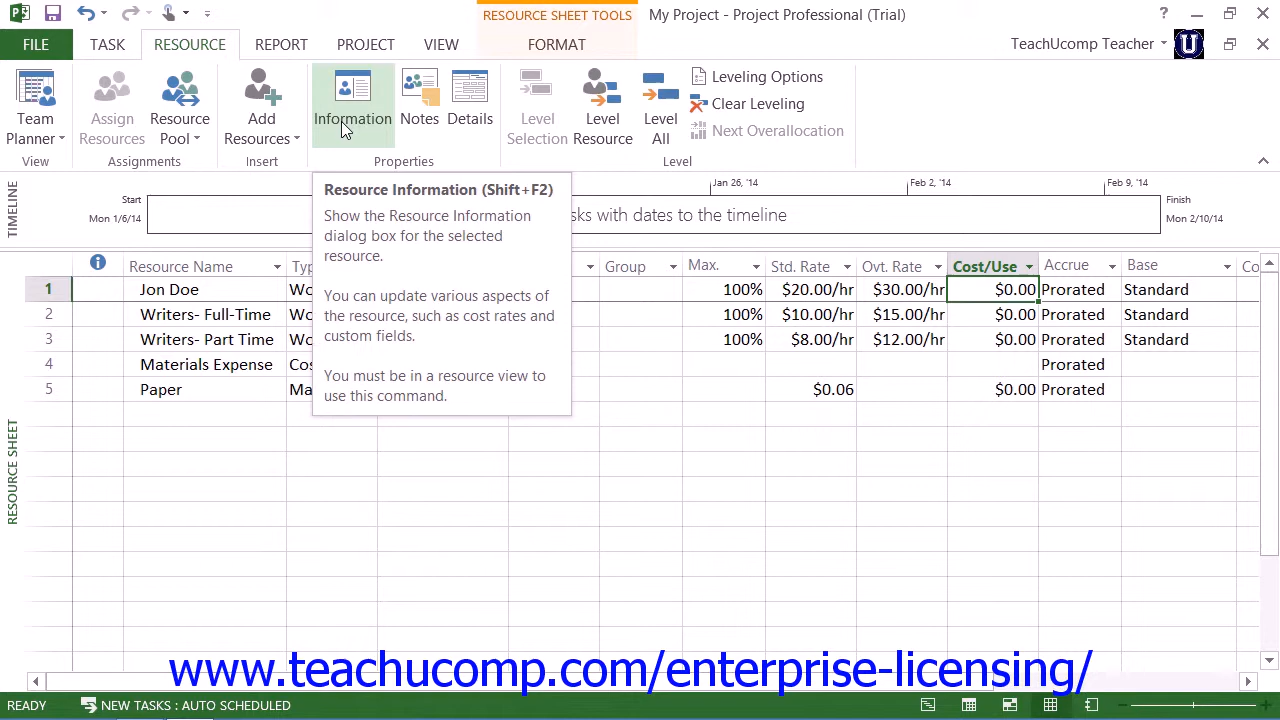 RESOURCE SHEET TOOLS
My Project - Project Professional (Trial)
?
FILE
TASK
RESOURCE
REPORT
PROJECT
VIEW
FORMAT
TeachUcomp Teacher
U
Team Planner
View
Assign Resources
Resource Pool
Assignments
Add Resources
Insert
Information
Notes
Details
Properties
Level Selection
Level Resource
Level All
Leveling Options
Clear Leveling
Next Overallocation
Level
TIMELINE
Start
Mon 1/6/14
Jan 26, '14
Feb 2, '14
Feb 9, '14
sks with dates to the timeline
Finish
Mon 2/10/14
Resource Information (Shift+F2)
Show the Resource Information
dialog box for the selected
resource.
You can update various aspects of
the resource, such as cost rates and
custom fields.
You must be in a resource view to
use this command.
RESOURCE SHEET
Resource Name Typ Group Max. Std. Rate Ovt. Rate Cost/Use Accrue Base Co
1 Jon Doe Wo 100% $20.00/hr $30.00/hr $0.00 Prorated Standard
2 Writers- Full-Time Wo 100% $10.00/hr $15.00/hr $0.00 Prorated Standard
3 Writers- Part Time Wo 100% $8.00/hr $12.00/hr $0.00 Prorated Standard
4 Materials Expense Cos Prorated
5 Paper Ma $0.06 $0.00 Prorated
www.teachucomp.com/enterprise-licensing/
READY
NEW TASKS : AUTO SCHEDULED